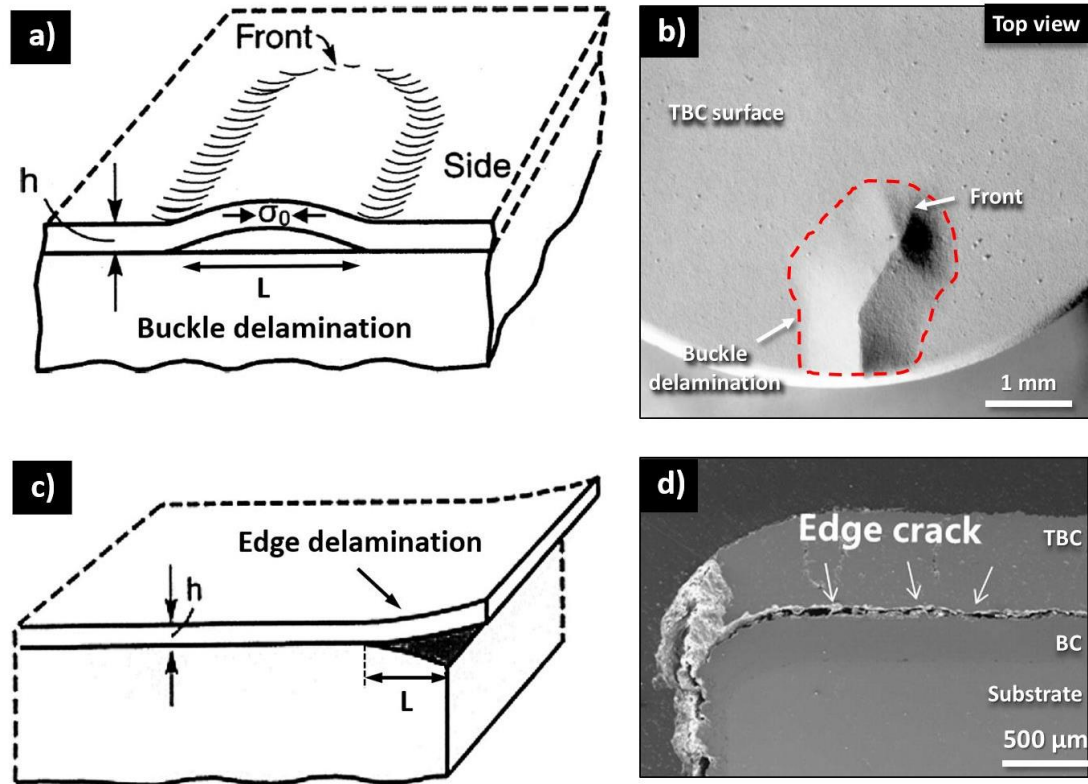 a)
Front
Side
h
σ₀
L
Buckle delamination
b)
Top view
TBC surface
Front
Buckle
delamination
1 mm
c)
Edge delamination
h
L
d)
Edge crack
TBC
BC
Substrate
500 µm